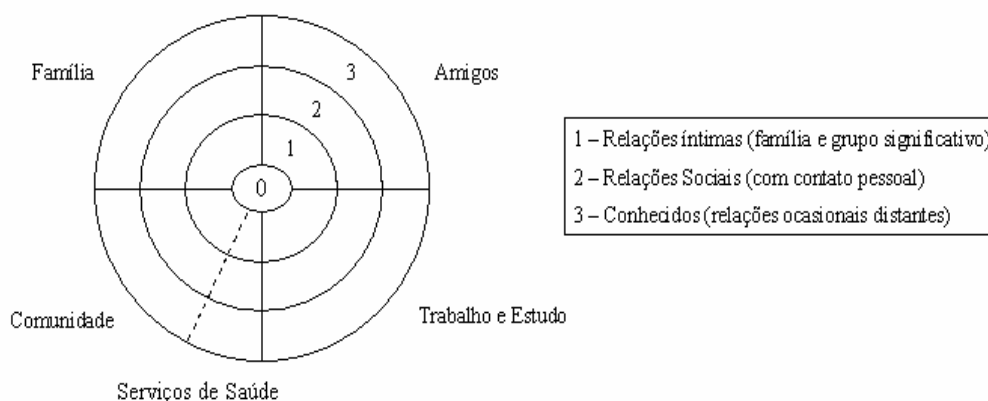 Família
Amigos
3
2
1
0
Comunidade
Trabalho e Estudo
Serviços de Saúde
1 – Relações íntimas (família e grupo significativo)
2 – Relações Sociais (com contato pessoal)
3 – Conhecidos (relações ocasionais distantes)